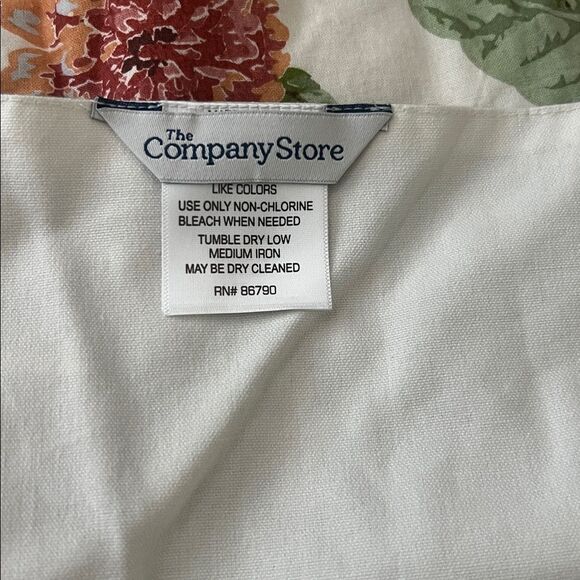 The
Company Store
LIKE COLORS
USE ONLY NON-CHLORINE
BLEACH WHEN NEEDED
TUMBLE DRY LOW
MEDIUM IRON
MAY BE DRY CLEANED
RN# 86790